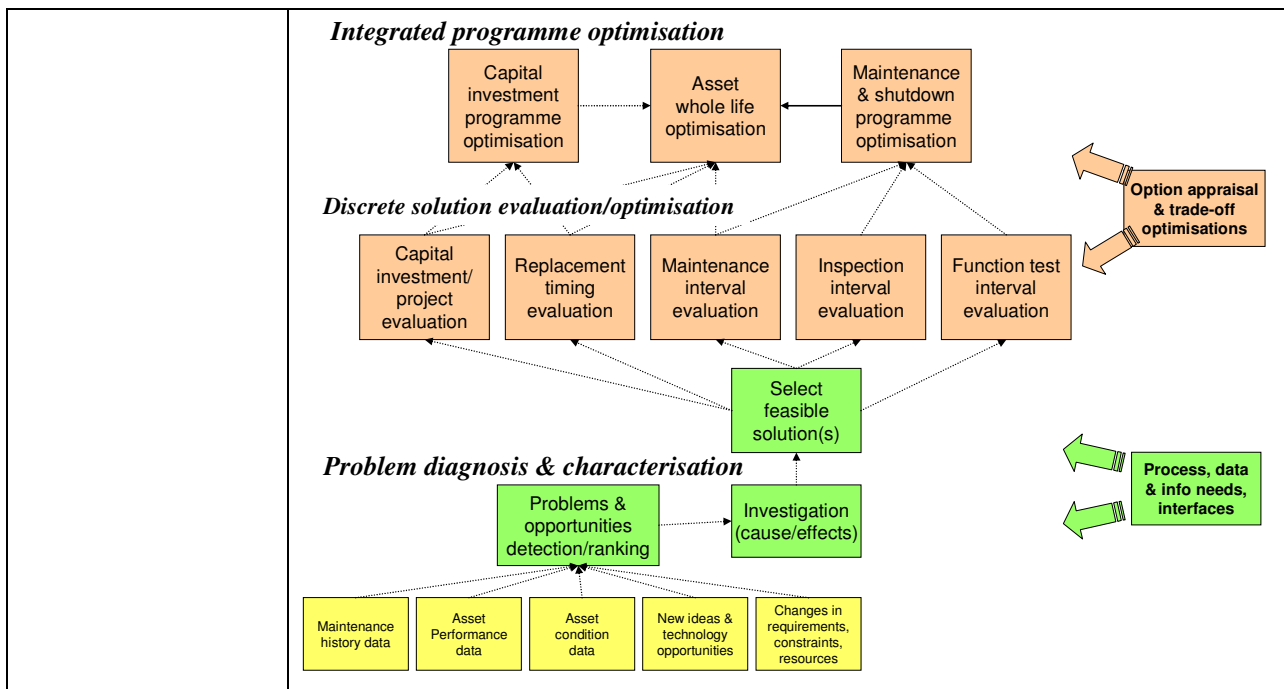 Integrated programme optimisation
Capital
investment
programme
optimisation
Asset
whole life
optimisation
Maintenance
& shutdown
programme
optimisation
Option appraisal
& trade-off
optimisations
Discrete solution evaluation/optimisation
Capital
investment/
project
evaluation
Replacement
timing
evaluation
Maintenance
interval
evaluation
Inspection
interval
evaluation
Function test
interval
evaluation
Select
feasible
solution(s)
Problem diagnosis & characterisation
Process, data
& info needs,
interfaces
Problems &
opportunities
detection/ranking
Investigation
(cause/effects)
Maintenance
history data
Asset
Performance
data
Asset
condition
data
New ideas &
technology
opportunities
Changes in
requirements,
constraints,
resources